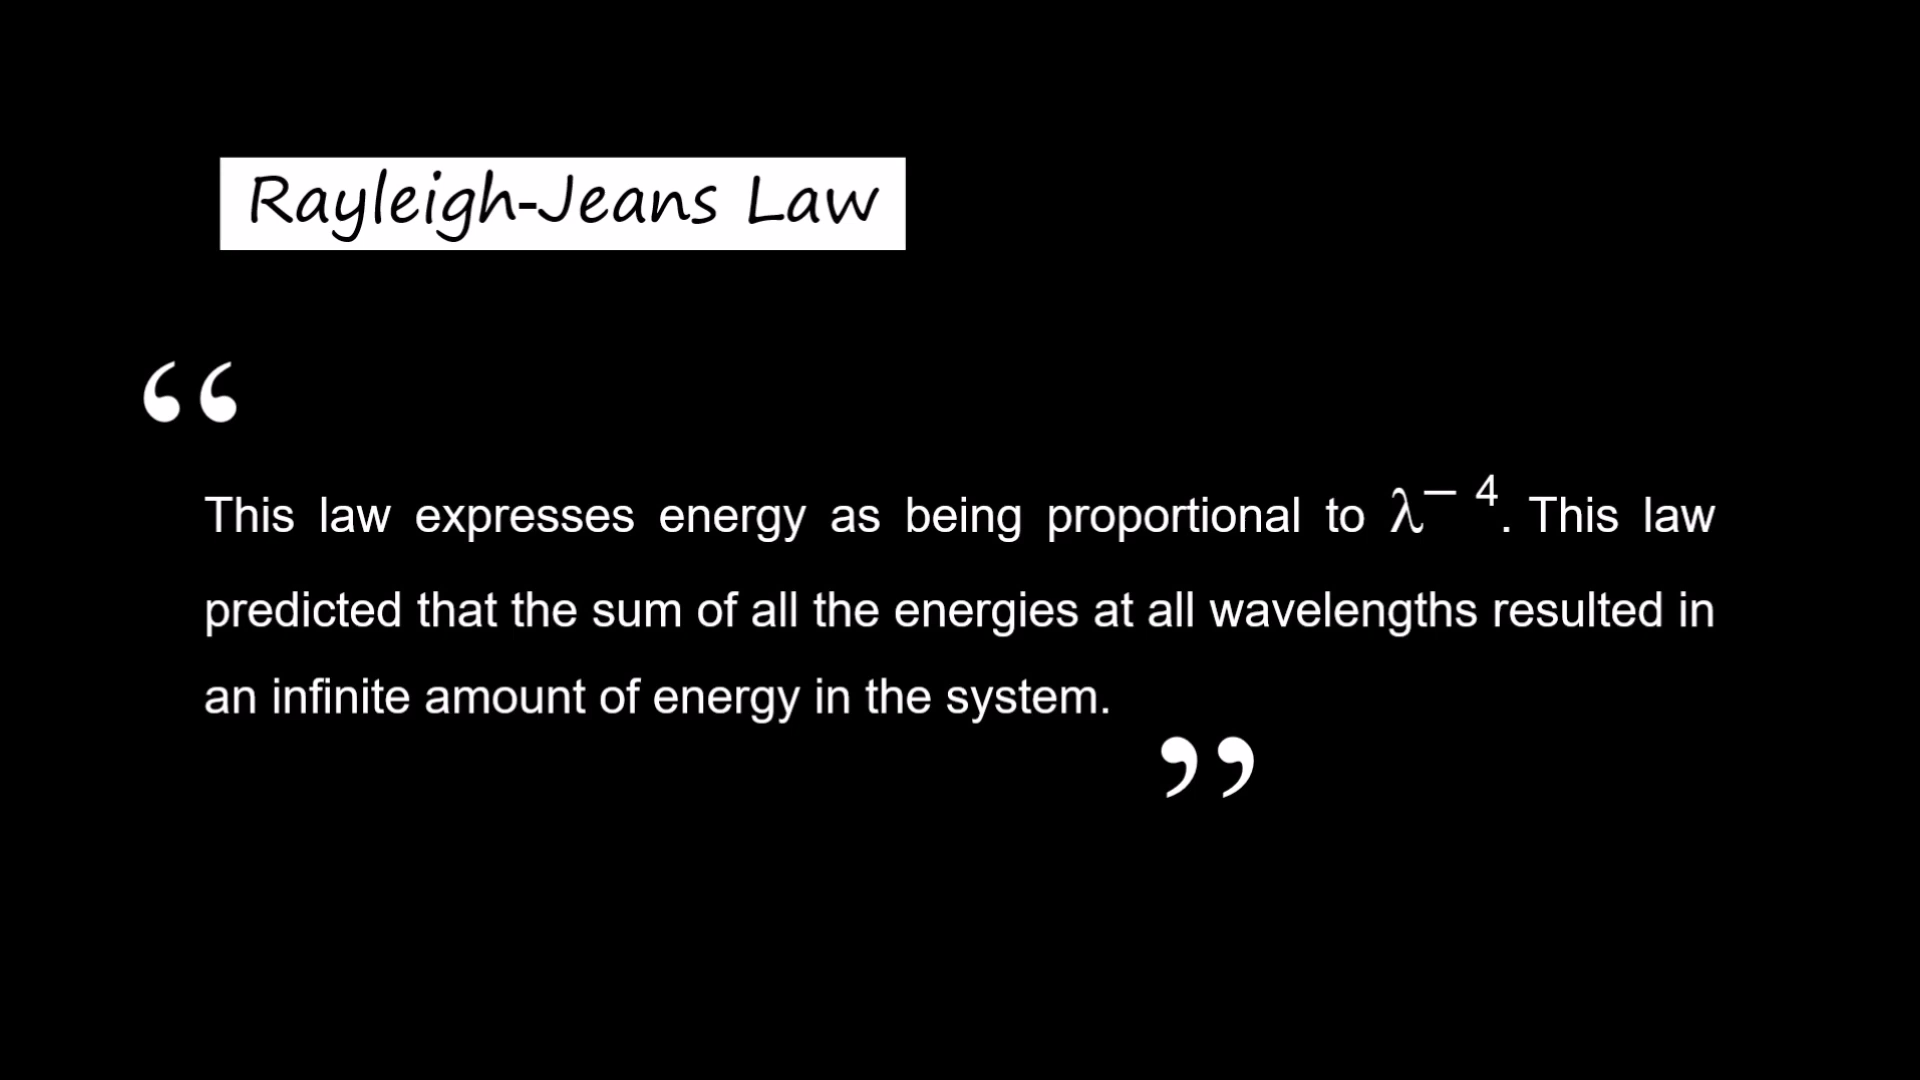 Rayleigh-Jeans Law
“
This law expresses energy as being proportional to λ⁻ ⁴. This law
predicted that the sum of all the energies at all wavelengths resulted in
an infinite amount of energy in the system.
”